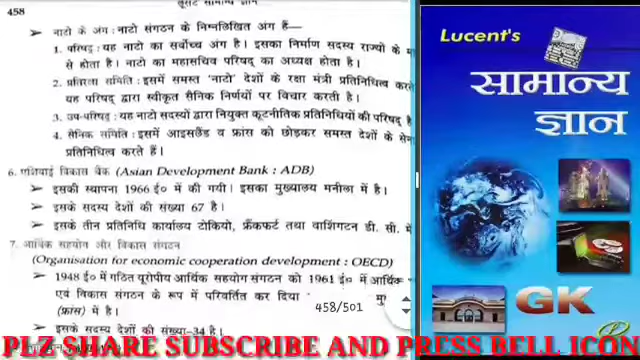 458
लूसेंट सामान्य ज्ञान
➤ नाटो के अंग : नाटो संगठन के निम्नलिखित अंग हैं—
1. परिषद् : यह नाटो का सर्वोच्च अंग है। इसका निर्माण सदस्य राज्यों के
से होता है। नाटो का महासचिव परिषद् का अध्यक्ष होता है।
2. प्रतिरक्षा समिति : इसमें समस्त 'नाटो' देशों के रक्षा मंत्री प्रतिनिधित्व करते
यह परिषद् द्वारा स्वीकृत सैनिक निर्णयों पर विचार करती है।
3. उप-परिषद् : यह नाटो सदस्यों द्वारा नियुक्त कूटनीतिक प्रतिनिधियों की परिषद् है
4. सैनिक समिति : इसमें आइसलैंड व फ्रांस को छोड़कर समस्त देशों के
प्रतिनिधित्व करते हैं।
6. एशियाई विकास बैंक (Asian Development Bank : ADB)
➤ इसकी स्थापना 1966 ई० में की गयी। इसका मुख्यालय मनीला में है।
➤ इसके सदस्य देशों की संख्या 67 है।
➤ इसके तीन प्रतिनिधि कार्यालय टोकियो, फ्रैंकफर्ट तथा वाशिंगटन डी. सी. में
7. आर्थिक सहयोग और विकास संगठन
(Organisation for economic cooperation development : OECD)
➤ 1948 ई० में गठित यूरोपीय आर्थिक सहयोग संगठन को 1961 ई० में आर्थिक
एवं विकास संगठन के रूप में परिवर्तित कर दिया
(फ्रांस) में है।
458/501
➤ इसके सदस्य देशों की संख्या-34 है।
Lucent's
सामान्य
ज्ञान
GK
PLZ SHARE SUBSCRIBE AND PRESS BELL ICON